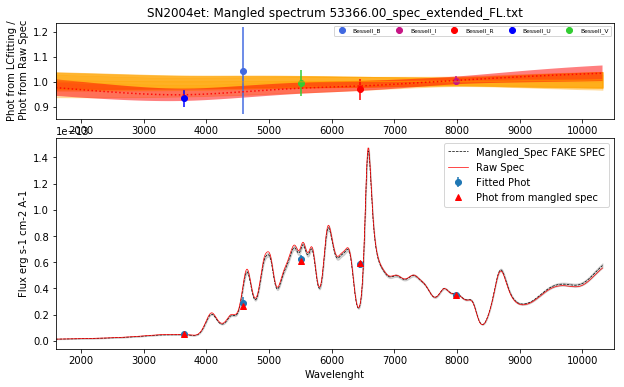 SN2004et: Mangled spectrum 53366.00_spec_extended_FL.txt
Phot from LCfitting /
Phot from Raw Spec
1.2
1.1
1.0
0.9
Bessell_B Bessell_I Bessell_R Bessell_U Bessell_V
2000 3000 4000 5000 6000 7000 8000 9000 10000
Flux erg s-1 cm-2 A-1
1.4
1.2
1.0
0.8
0.6
0.4
0.2
0.0
Mangled_Spec FAKE SPEC
Raw Spec
Fitted Phot
Phot from mangled spec
2000 3000 4000 5000 6000 7000 8000 9000 10000
Wavelenght